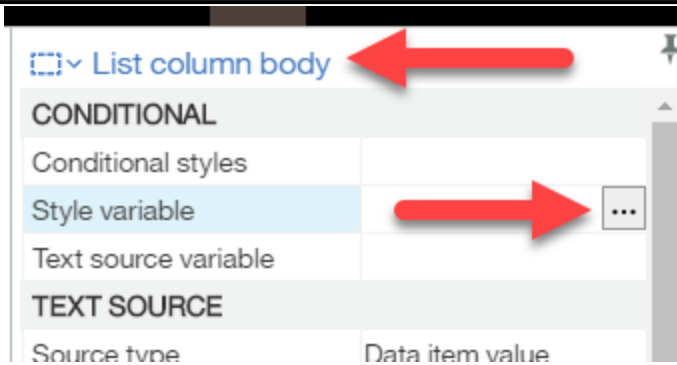 List column body
CONDITIONAL
Conditional styles
Style variable ...
Text source variable
TEXT SOURCE
Source type Data item value